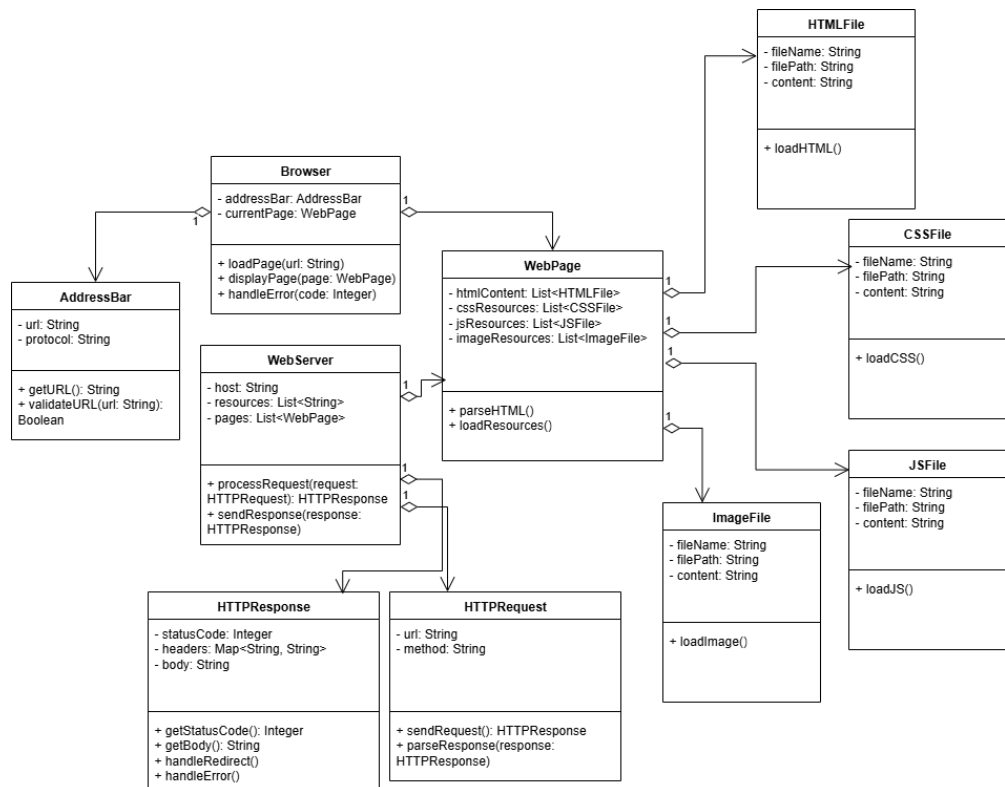 HTMLFile
- fileName: String
- filePath: String
- content: String
+ loadHTML()
1
Browser
- addressBar: AddressBar
- currentPage: WebPage
+ loadPage(url: String)
+ displayPage(page: WebPage)
+ handleError(code: Integer)
1
1
CSSFile
- fileName: String
- filePath: String
- content: String
+ loadCSS()
WebPage
- htmlContent: List<HTMLFile>
- cssResources: List<CSSFile>
- jsResources: List<JSFile>
- imageResources: List<ImageFile>
+ parseHTML()
+ loadResources()
1
1
1
AddressBar
- url: String
- protocol: String
+ getURL(): String
+ validateURL(url: String):
Boolean
WebServer
- host: String
- resources: List<String>
- pages: List<WebPage>
+ processRequest(request:
HTTPRequest): HTTPResponse
+ sendResponse(response:
HTTPResponse)
1
1
1
JSFile
- fileName: String
- filePath: String
- content: String
+ loadJS()
ImageFile
- fileName: String
- filePath: String
- content: String
+ loadImage()
HTTPResponse
- statusCode: Integer
- headers: Map<String, String>
- body: String
+ getStatusCode(): Integer
+ getBody(): String
+ handleRedirect()
+ handleError()
HTTPRequest
- url: String
- method: String
+ sendRequest(): HTTPResponse
+ parseResponse(response:
HTTPResponse)